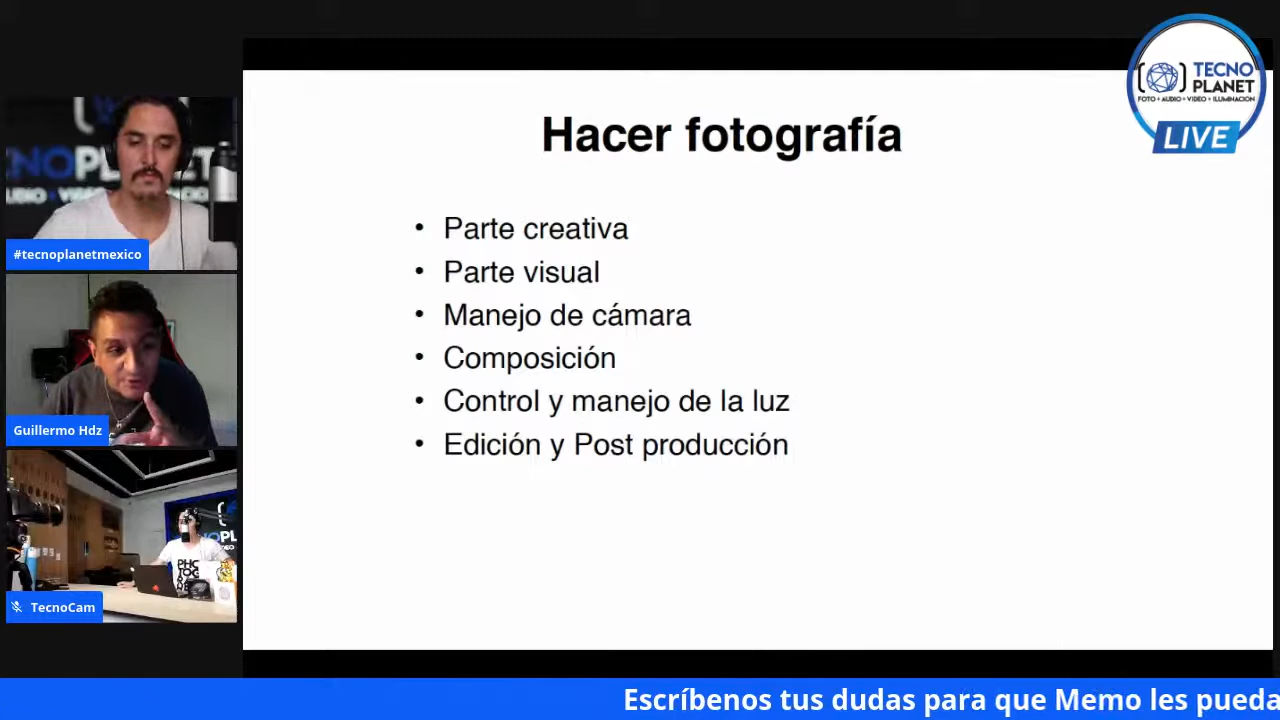 TECNO
PLANET
FOTO + AUDIO + VIDEO + ILUMINACION
LIVE
Hacer fotografía
• Parte creativa
• Parte visual
• Manejo de cámara
• Composición
• Control y manejo de la luz
• Edición y Post producción
#tecnoplanetmexico
Guillermo Hdz
TecnoCam
Escríbenos tus dudas para que Memo les pueda